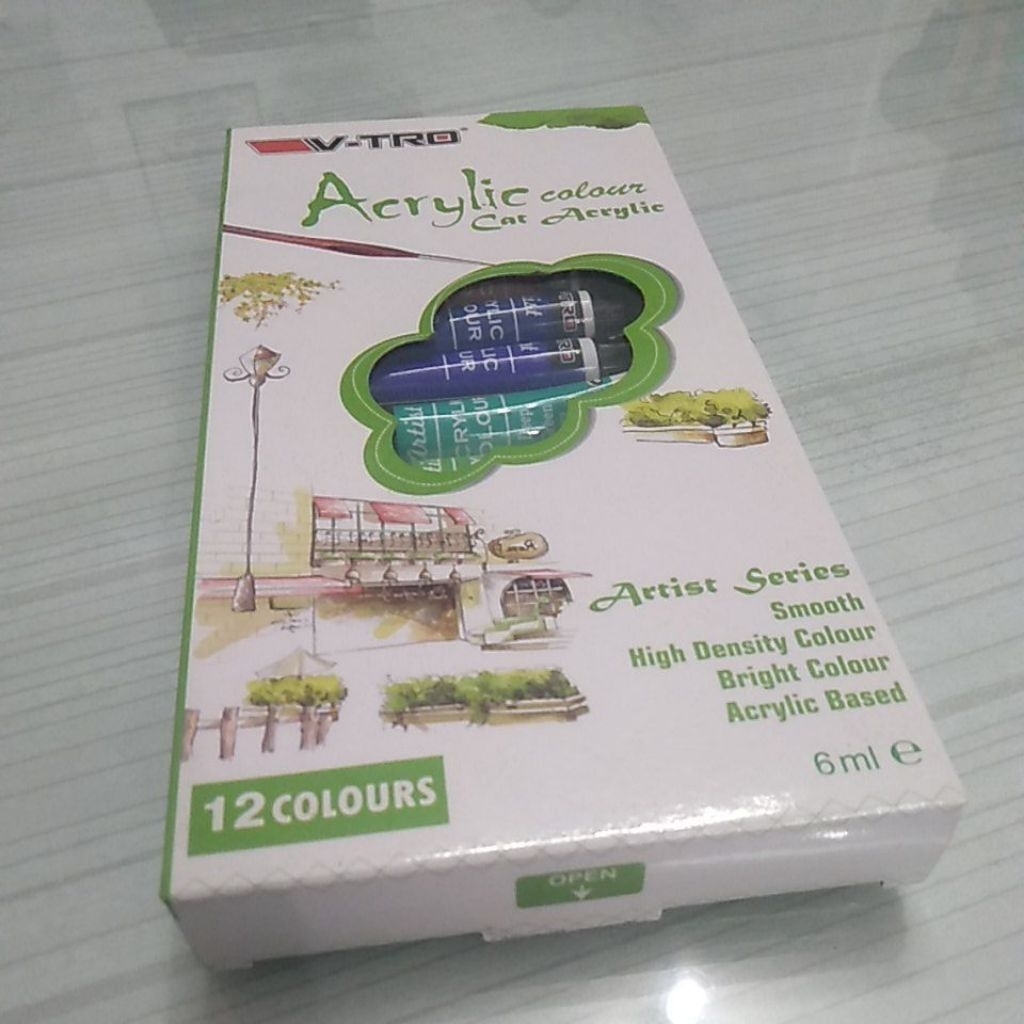 V-TRO
Acrylic colour
Cat Acrylic
Artist Series
Smooth
High Density Colour
Bright Colour
Acrylic Based
6ml ℮
12 COLOURS
OPEN